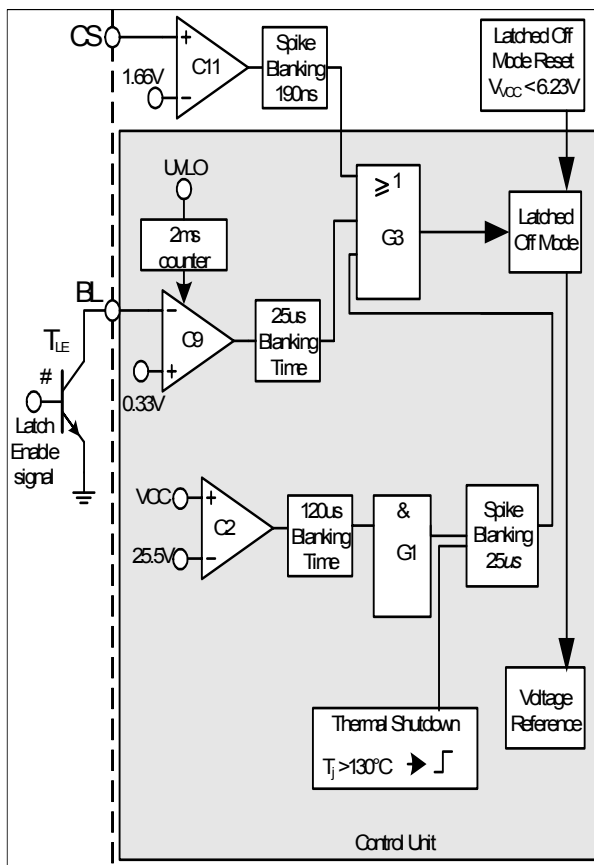 CS
+
1.66V
−
C11
Spike
Blanking
190ns
Latched Off
Mode Reset
V_VCC < 6.23V
UVLO
2ms
counter
≥1
G3
Latched
Off Mode
BL
−
C9
+
0.33V
25us
Blanking
Time
T_LE
#
Latch
Enable
signal
VCC
+
C2
25.5V
−
120us
Blanking
Time
&
G1
Spike
Blanking
25us
Thermal Shutdown
T_j >130°C
Voltage
Reference
Control Unit